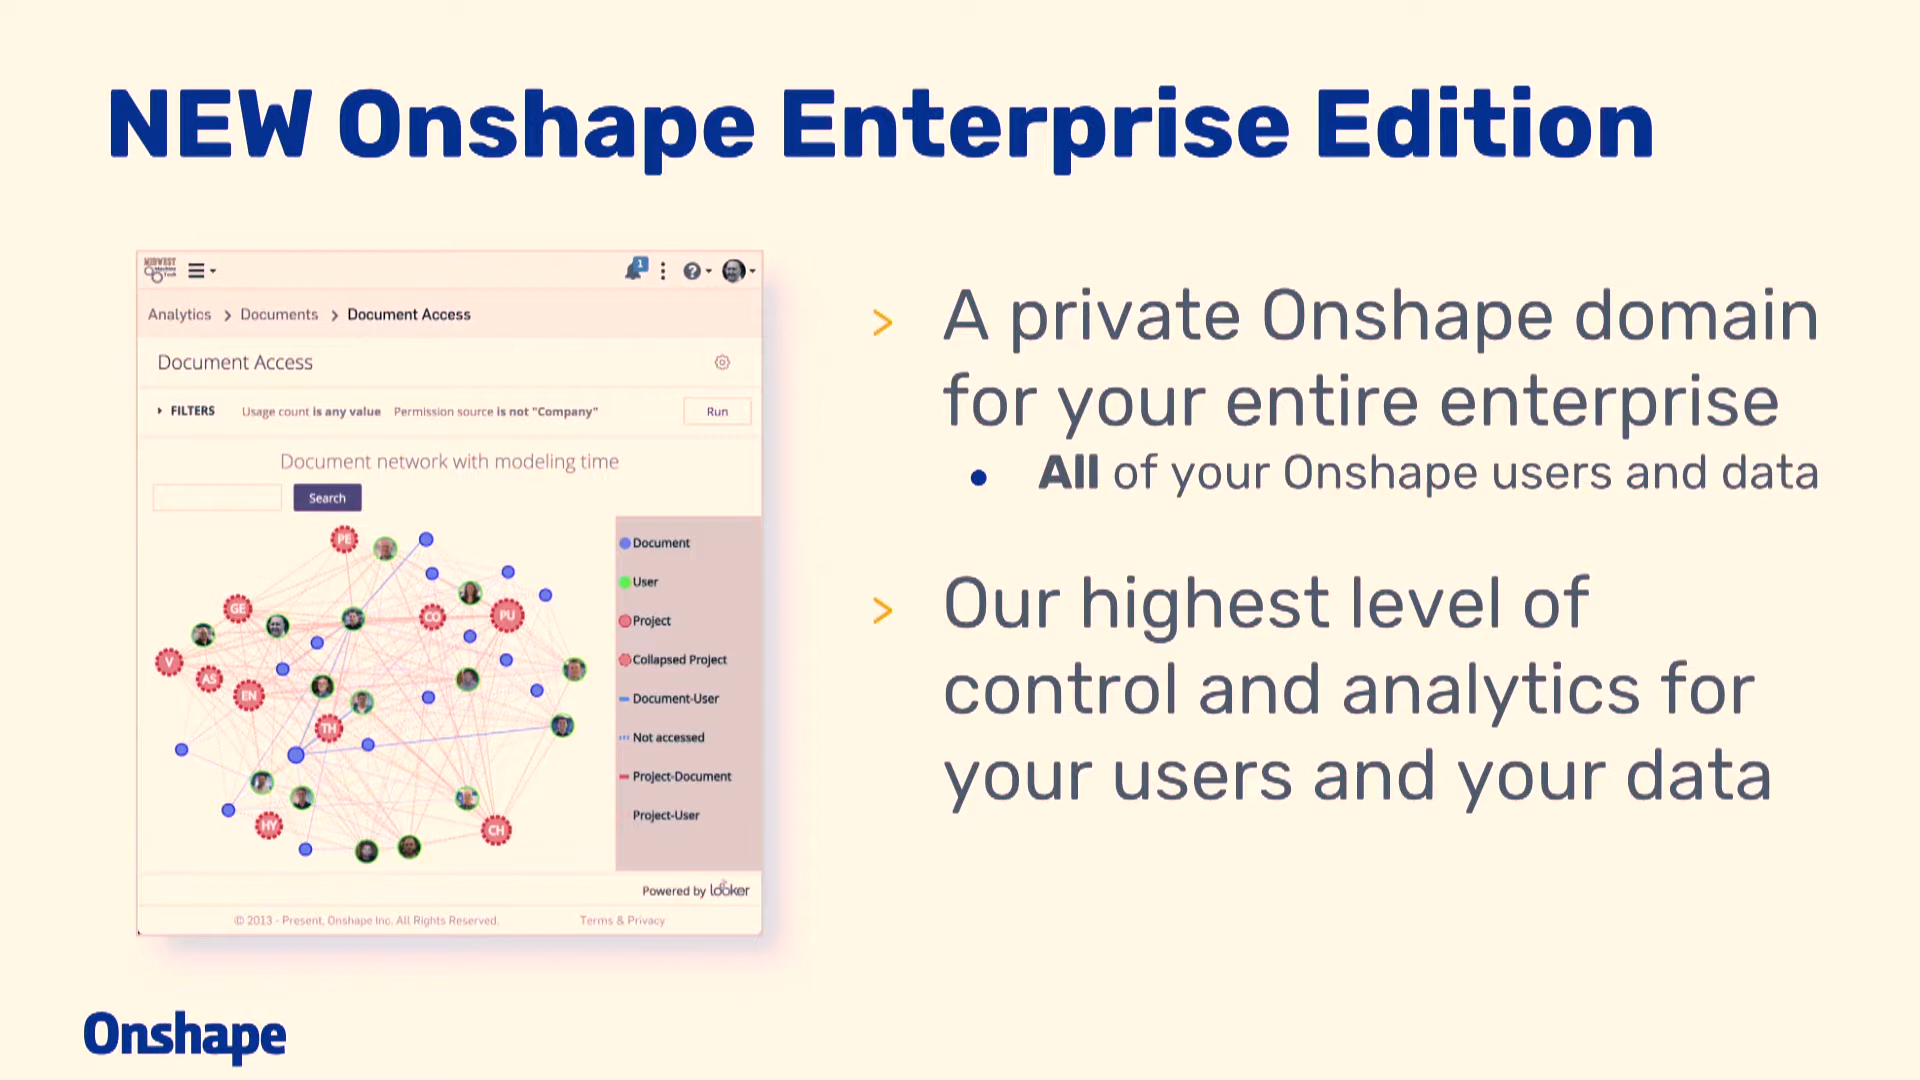 NEW Onshape Enterprise Edition
MIDWEST
1
?
Analytics > Documents > Document Access
Document Access
FILTERS Usage count is any value Permission source is not "Company" Run
Document network with modeling time
Search
PE
GE
CO
PU
V
AS
EN
TH
HY
CH
Document
User
Project
Collapsed Project
Document-User
Not accessed
Project-Document
Project-User
Powered by looker
© 2013 - Present, Onshape Inc. All Rights Reserved. Terms & Privacy
> A private Onshape domain
for your entire enterprise
• All of your Onshape users and data
> Our highest level of
control and analytics for
your users and your data
Onshape